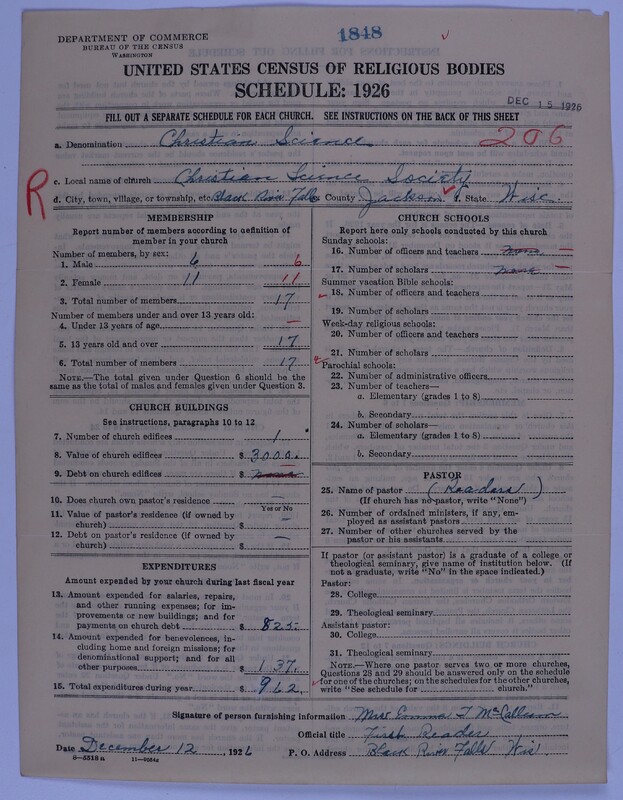 1848
DEPARTMENT OF COMMERCE
BUREAU OF THE CENSUS
WASHINGTON
UNITED STATES CENSUS OF RELIGIOUS BODIES
SCHEDULE: 1926
DEC 15 1926
FILL OUT A SEPARATE SCHEDULE FOR EACH CHURCH. SEE INSTRUCTIONS ON THE BACK OF THIS SHEET
a. Denomination Christian Science 206
R
c. Local name of church Christian Science Society
d. City, town, village, or township, etc. Black River Falls e. County Jackson f. State Wisc.
MEMBERSHIP
Report number of members according to definition of
member in your church
Number of members, by sex:
1. Male 6 6
2. Female 11 11
3. Total number of members 17
Number of members under and over 13 years old:
4. Under 13 years of age —
5. 13 years old and over 17
6. Total number of members 17
NOTE.—The total given under Question 6 should be the
same as the total of males and females given under Question 3.
CHURCH BUILDINGS
See instructions, paragraphs 10 to 12
7. Number of church edifices 1
8. Value of church edifices $ 3000.
9. Debt on church edifices $ none
10. Does church own pastor's residence —
Yes or No
11. Value of pastor's residence (if owned by
church) $ —
12. Debt on pastor's residence (if owned by
church) $ —
EXPENDITURES
Amount expended by your church during last fiscal year
13. Amount expended for salaries, repairs,
and other running expenses; for im-
provements or new buildings; and for
payments on church debt $ 825.
14. Amount expended for benevolences, in-
cluding home and foreign missions; for
denominational support; and for all
other purposes $ 137.
15. Total expenditures during year $ 962.
CHURCH SCHOOLS
Report here only schools conducted by this church
Sunday schools:
16. Number of officers and teachers none —
17. Number of scholars none —
Summer vacation Bible schools:
18. Number of officers and teachers
19. Number of scholars
Week-day religious schools:
20. Number of officers and teachers
21. Number of scholars
Parochial schools:
22. Number of administrative officers
23. Number of teachers—
a. Elementary (grades 1 to 8)
b. Secondary
24. Number of scholars—
a. Elementary (grades 1 to 8)
b. Secondary
PASTOR
25. Name of pastor (Readers)
(If church has no pastor, write "None")
26. Number of ordained ministers, if any, em-
ployed as assistant pastors
27. Number of other churches served by the
pastor or his assistants
If pastor (or assistant pastor) is a graduate of a college or
theological seminary, give name of institution below. (If
not a graduate, write "No" in the space indicated.)
Pastor:
28. College
29. Theological seminary
Assistant pastor:
30. College
31. Theological seminary
NOTE.—Where one pastor serves two or more churches,
Questions 28 and 29 should be answered only on the schedule
for one of the churches; on the schedules for the other churches,
write "See schedule for church."
Signature of person furnishing information Mrs. Emma T McCallum
Official title First Reader
Date December 12, 1926 P. O. Address Black River Falls Wis
8-5318a 11-9084a